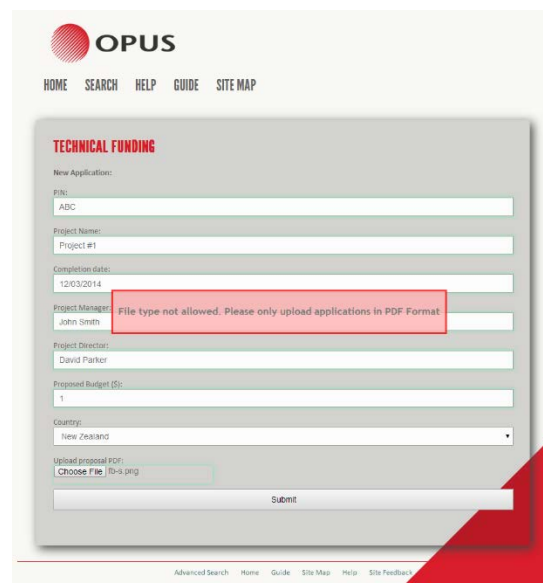 OPUS
HOME SEARCH HELP GUIDE SITE MAP
TECHNICAL FUNDING
New Application:
PIN:
ABC
Project Name:
Project #1
Completion date:
12/03/2014
Project Manager:
File type not allowed. Please only upload applications in PDF Format
John Smith
Project Director:
David Parker
Proposed Budget ($):
1
Country:
New Zealand
Upload proposal PDF:
Choose File fb-s.png
Submit
Advanced Search Home Guide Site Map Help Site Feedback